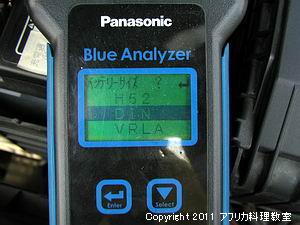 Panasonic
Blue Analyzer
バッテリーサイズ ? ↵
H52
DIN
VRLA
Enter
Select
Copyright 2011 アフリカ料理教室